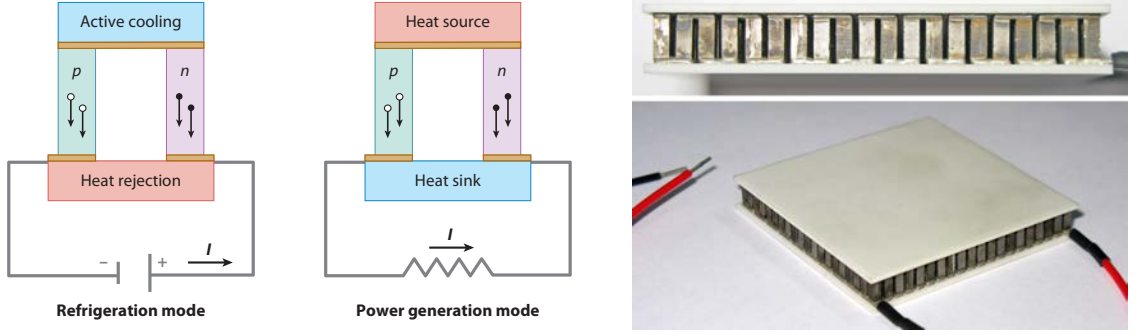 Active cooling
p
n
Heat rejection
I
–
+
Refrigeration mode
Heat source
p
n
Heat sink
I
Power generation mode